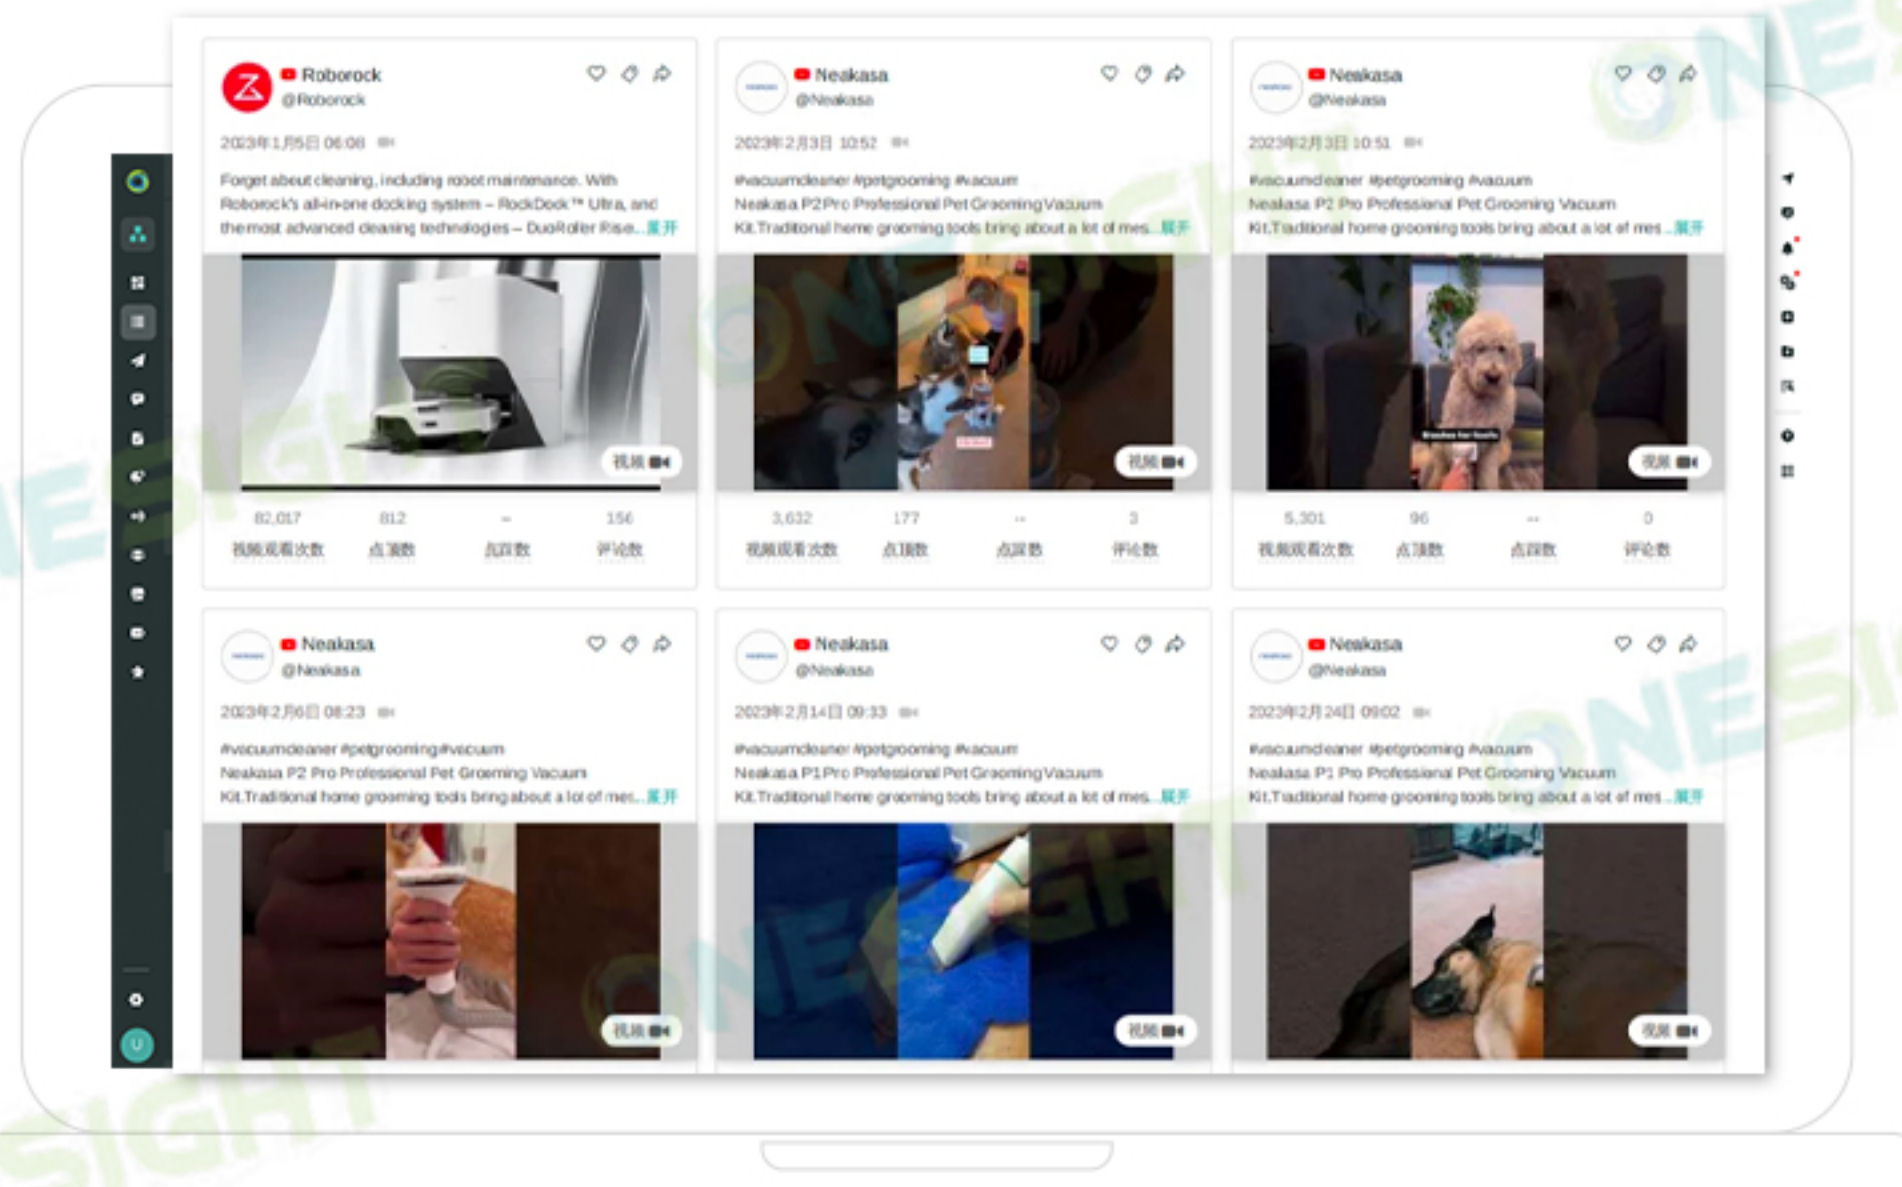 Roborock
@Roborock
2023年1月5日 06:08
Forget about cleaning, including robot maintenance. With
Roborock's all-in-one docking system – RockDock™ Ultra, and
the most advanced cleaning technologies – DuoRoller Rise...展开
视频
82,017 812 -- 156
视频观看次数 点顶数 点踩数 评论数
Neakasa
@Neakasa
2023年2月3日 10:52
#vacuumcleaner #petgrooming #vacuum
Neakasa P2 Pro Professional Pet Grooming Vacuum
Kit.Traditional home grooming tools bring about a lot of mes...展开
视频
3,632 177 -- 3
视频观看次数 点顶数 点踩数 评论数
Neakasa
@Neakasa
2023年2月3日 10:51
#vacuumcleaner #petgrooming #vacuum
Neakasa P2 Pro Professional Pet Grooming Vacuum
Kit.Traditional home grooming tools bring about a lot of mes...展开
视频
5,301 96 -- 0
视频观看次数 点顶数 点踩数 评论数
Neakasa
@Neakasa
2023年2月6日 08:23
#vacuumcleaner #petgrooming #vacuum
Neakasa P2 Pro Professional Pet Grooming Vacuum
Kit.Traditional home grooming tools bring about a lot of mes...展开
视频
Neakasa
@Neakasa
2023年2月14日 09:33
#vacuumcleaner #petgrooming #vacuum
Neakasa P1 Pro Professional Pet Grooming Vacuum
Kit.Traditional home grooming tools bring about a lot of mes...展开
视频
Neakasa
@Neakasa
2023年2月24日 09:02
#vacuumcleaner #petgrooming #vacuum
Neakasa P1 Pro Professional Pet Grooming Vacuum
Kit.Traditional home grooming tools bring about a lot of mes...展开
视频
U
ONESIGHT